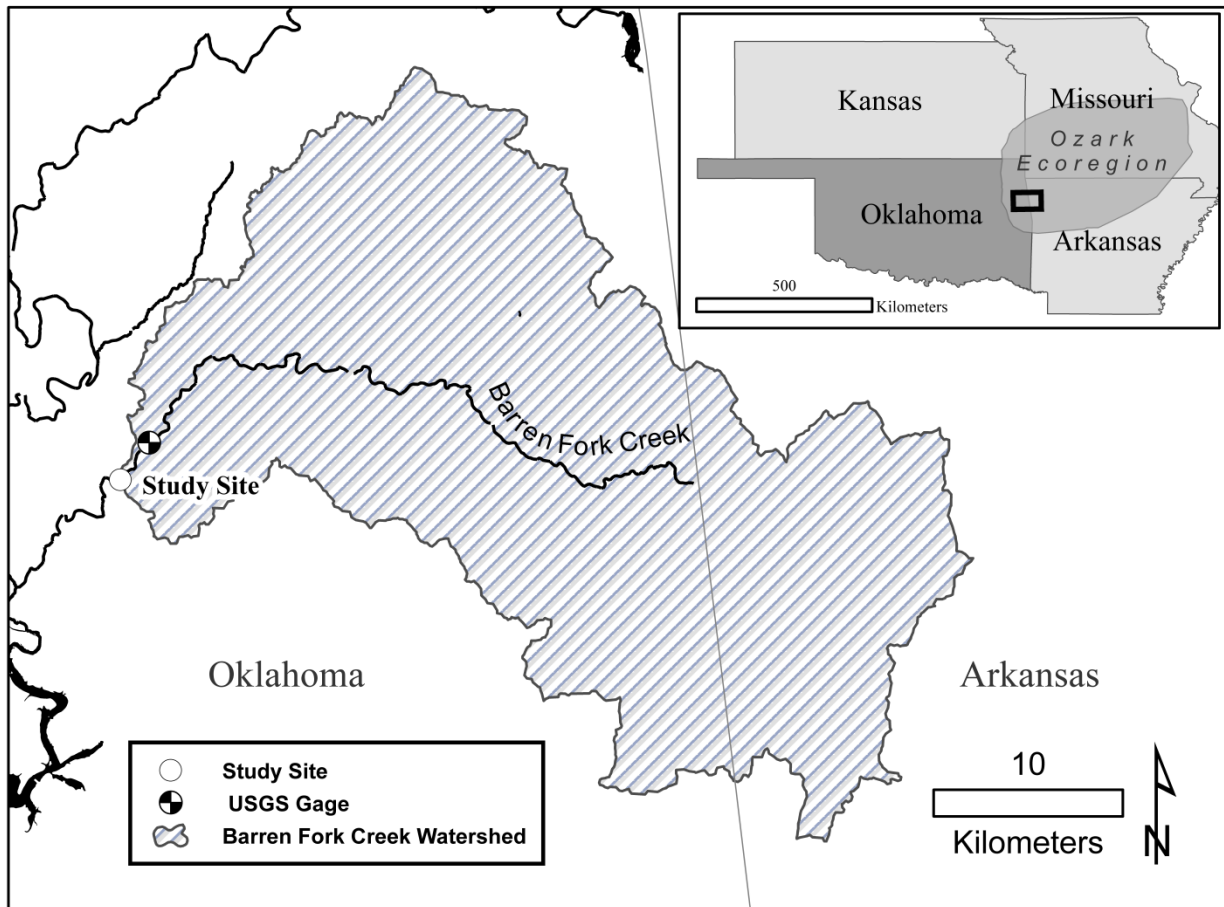 Kansas
Missouri
Ozark
Ecoregion
Oklahoma
Arkansas
500
Kilometers
Barren Fork Creek
Study Site
Oklahoma
Arkansas
Study Site
USGS Gage
Barren Fork Creek Watershed
10
Kilometers
N